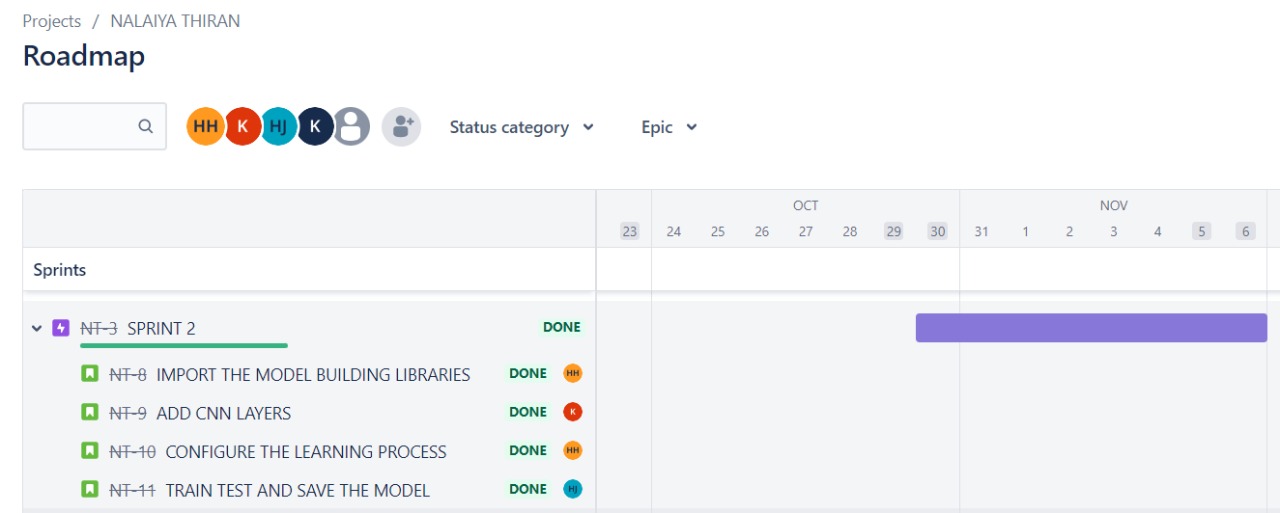 Projects / NALAIYA THIRAN
Roadmap
HH K HJ K Status category Epic
OCT NOV
23 24 25 26 27 28 29 30 31 1 2 3 4 5 6
Sprints
NT-3 SPRINT 2 DONE
NT-8 IMPORT THE MODEL BUILDING LIBRARIES DONE HH
NT-9 ADD CNN LAYERS DONE K
NT-10 CONFIGURE THE LEARNING PROCESS DONE HH
NT-11 TRAIN TEST AND SAVE THE MODEL DONE HJ